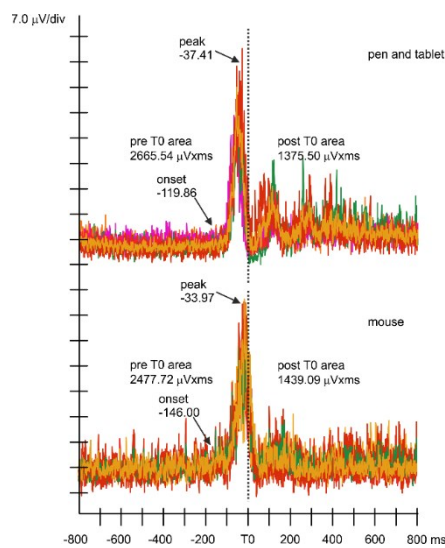 7.0 µV/div
peak
-37.41
pen and tablet
pre T0 area
2665.54 µVxms
post T0 area
1375.50 µVxms
onset
-119.86
peak
-33.97
mouse
pre T0 area
2477.72 µVxms
post T0 area
1439.09 µVxms
onset
-146.00
-800 -600 -400 -200 T0 200 400 600 800 ms